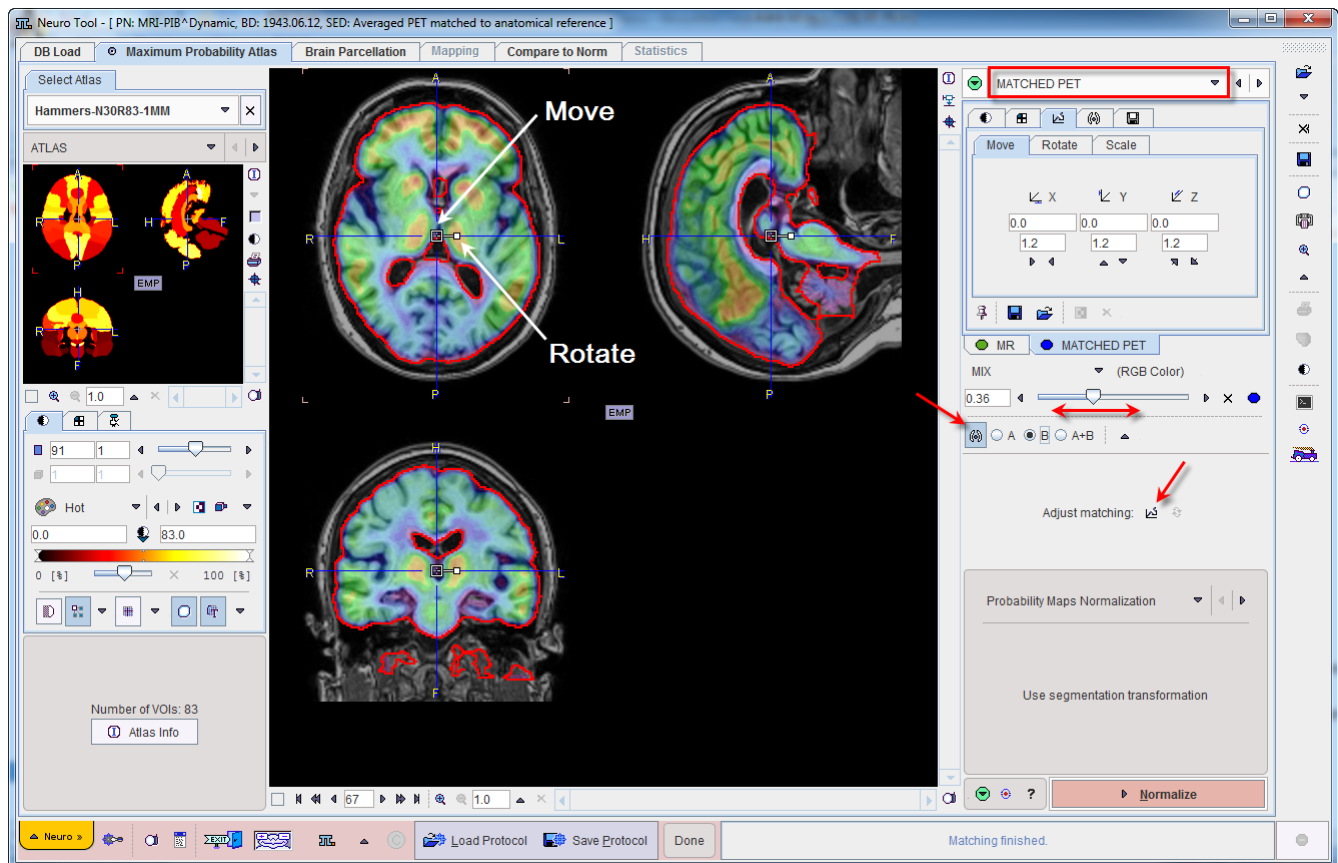 Neuro Tool - [ PN: MRI-PIB^Dynamic, BD: 1943.06.12, SED: Averaged PET matched to anatomical reference ]
DB Load Maximum Probability Atlas Brain Parcellation Mapping Compare to Norm Statistics
Select Atlas
Hammers-N30R83-1MM
ATLAS
A
R L
P
A
H F
P
EMP
H
R L
F
1.0
91 1
1 1
Hot
0.0 83.0
0 [%] 100 [%]
Number of VOIs: 83
Atlas Info
A
Move
R L
Rotate
P
A
H F
P
EMP
H
R L
F
67 1.0
MATCHED PET
Move Rotate Scale
X Y Z
0.0 0.0 0.0
1.2 1.2 1.2
MR MATCHED PET
MIX (RGB Color)
0.36
A B A+B
Adjust matching:
Probability Maps Normalization
Use segmentation transformation
? Normalize
Neuro » EXIT Load Protocol Save Protocol Done Matching finished.